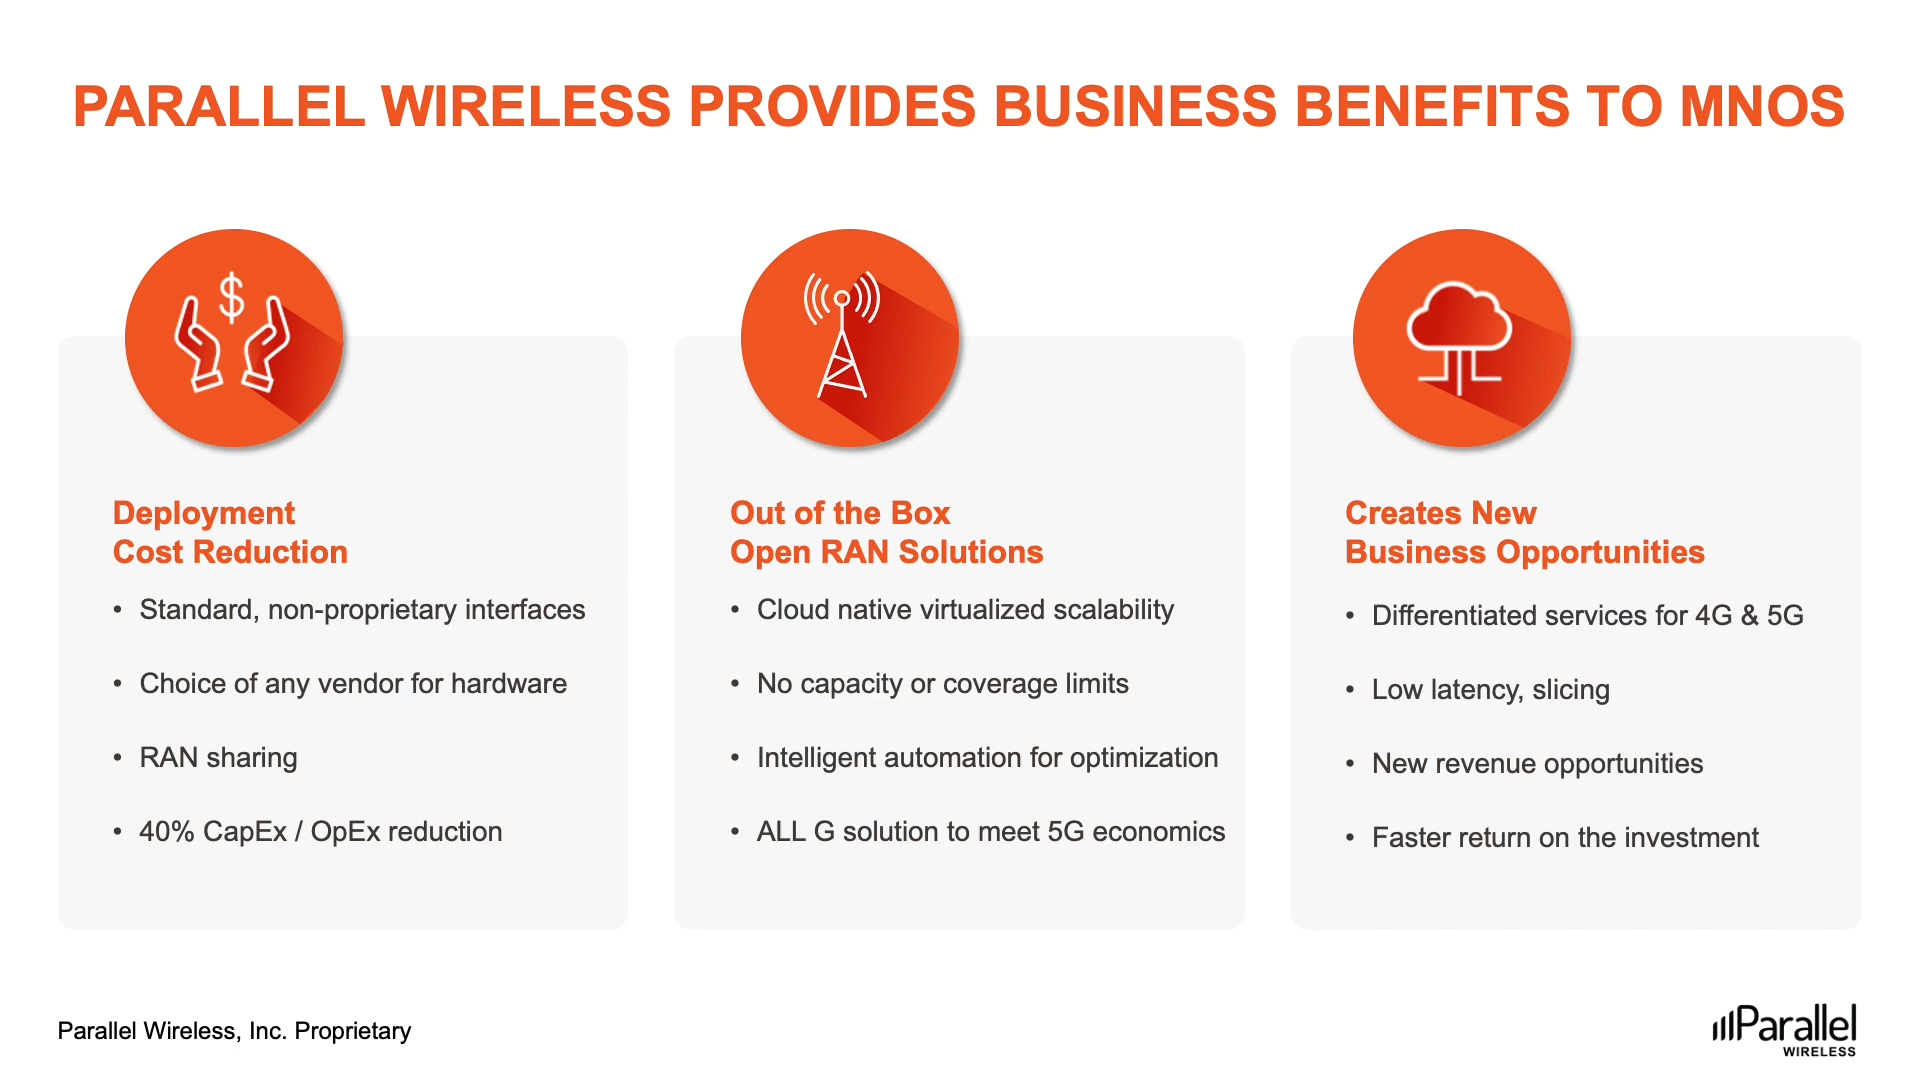 PARALLEL WIRELESS PROVIDES BUSINESS BENEFITS TO MNOS
$
Deployment
Cost Reduction
• Standard, non-proprietary interfaces
• Choice of any vendor for hardware
• RAN sharing
• 40% CapEx / OpEx reduction
Out of the Box
Open RAN Solutions
• Cloud native virtualized scalability
• No capacity or coverage limits
• Intelligent automation for optimization
• ALL G solution to meet 5G economics
Creates New
Business Opportunities
• Differentiated services for 4G & 5G
• Low latency, slicing
• New revenue opportunities
• Faster return on the investment
Parallel Wireless, Inc. Proprietary
Parallel
WIRELESS